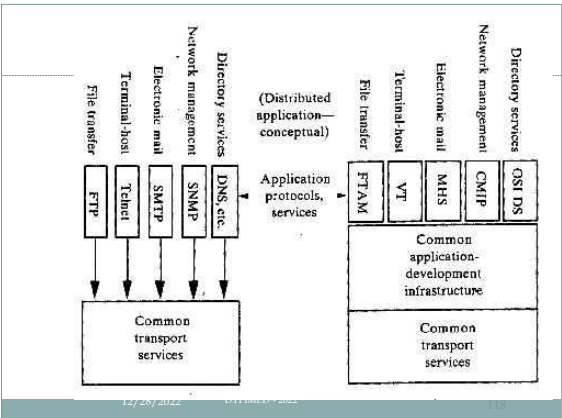 File transfer
Terminal-host
Electronic mail
Network management
Directory services
(Distributed
application—
conceptual)
File transfer
Terminal-host
Electronic mail
Network management
Directory services
FTP
Telnet
SMTP
SNMP
DNS, etc.
Application
protocols,
services
FTAM
VT
MHS
CMIP
OSI DS
Common
application-
development
infrastructure
Common
transport
services
Common
transport
services
12/28/2022
2022
118